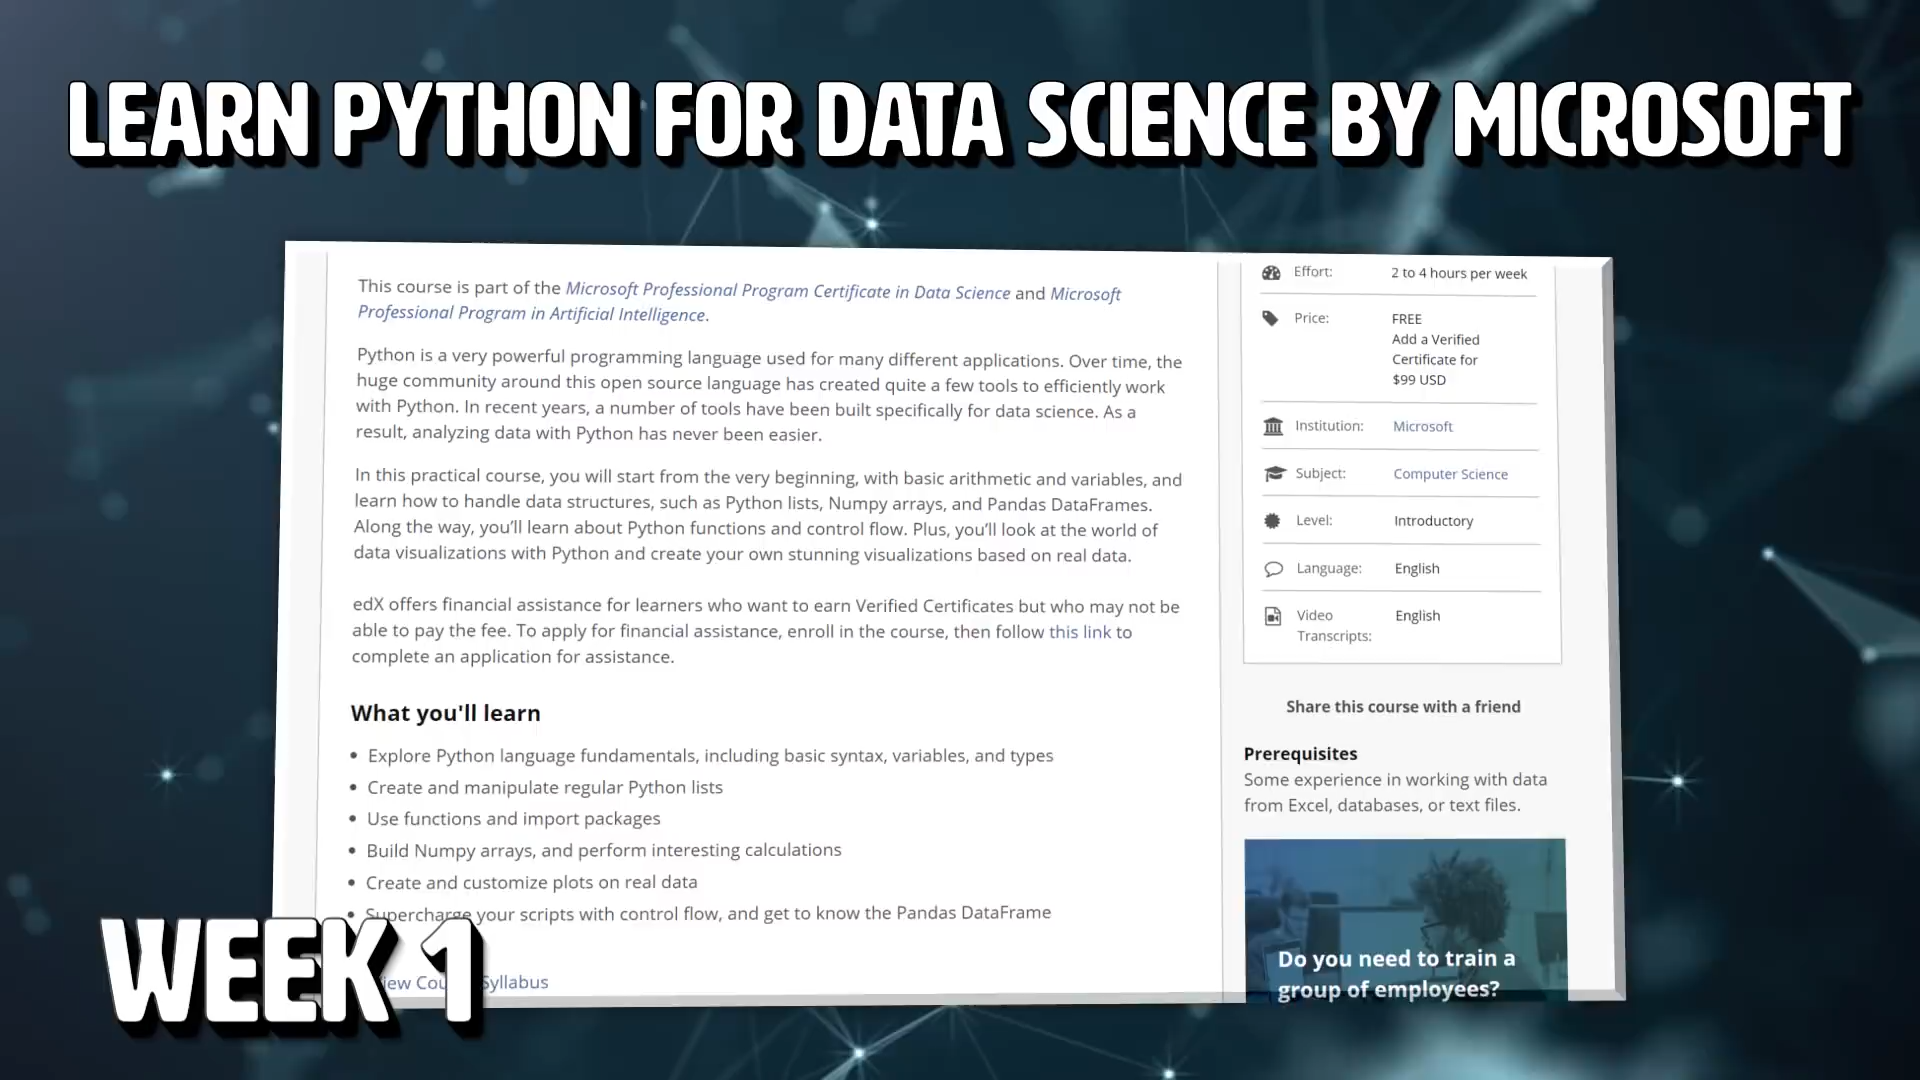 LEARN PYTHON FOR DATA SCIENCE BY MICROSOFT
This course is part of the Microsoft Professional Program Certificate in Data Science and Microsoft
Professional Program in Artificial Intelligence.
Python is a very powerful programming language used for many different applications. Over time, the
huge community around this open source language has created quite a few tools to efficiently work
with Python. In recent years, a number of tools have been built specifically for data science. As a
result, analyzing data with Python has never been easier.
In this practical course, you will start from the very beginning, with basic arithmetic and variables, and
learn how to handle data structures, such as Python lists, Numpy arrays, and Pandas DataFrames.
Along the way, you’ll learn about Python functions and control flow. Plus, you’ll look at the world of
data visualizations with Python and create your own stunning visualizations based on real data.
edX offers financial assistance for learners who want to earn Verified Certificates but who may not be
able to pay the fee. To apply for financial assistance, enroll in the course, then follow this link to
complete an application for assistance.
What you'll learn
• Explore Python language fundamentals, including basic syntax, variables, and types
• Create and manipulate regular Python lists
• Use functions and import packages
• Build Numpy arrays, and perform interesting calculations
• Create and customize plots on real data
• Supercharge your scripts with control flow, and get to know the Pandas DataFrame
Syllabus
WEEK 1
Effort: 2 to 4 hours per week
Price: FREE
Add a Verified
Certificate for
$99 USD
Institution: Microsoft
Subject: Computer Science
Level: Introductory
Language: English
Video English
Transcripts:
Share this course with a friend
Prerequisites
Some experience in working with data
from Excel, databases, or text files.
Do you need to train a
group of employees?